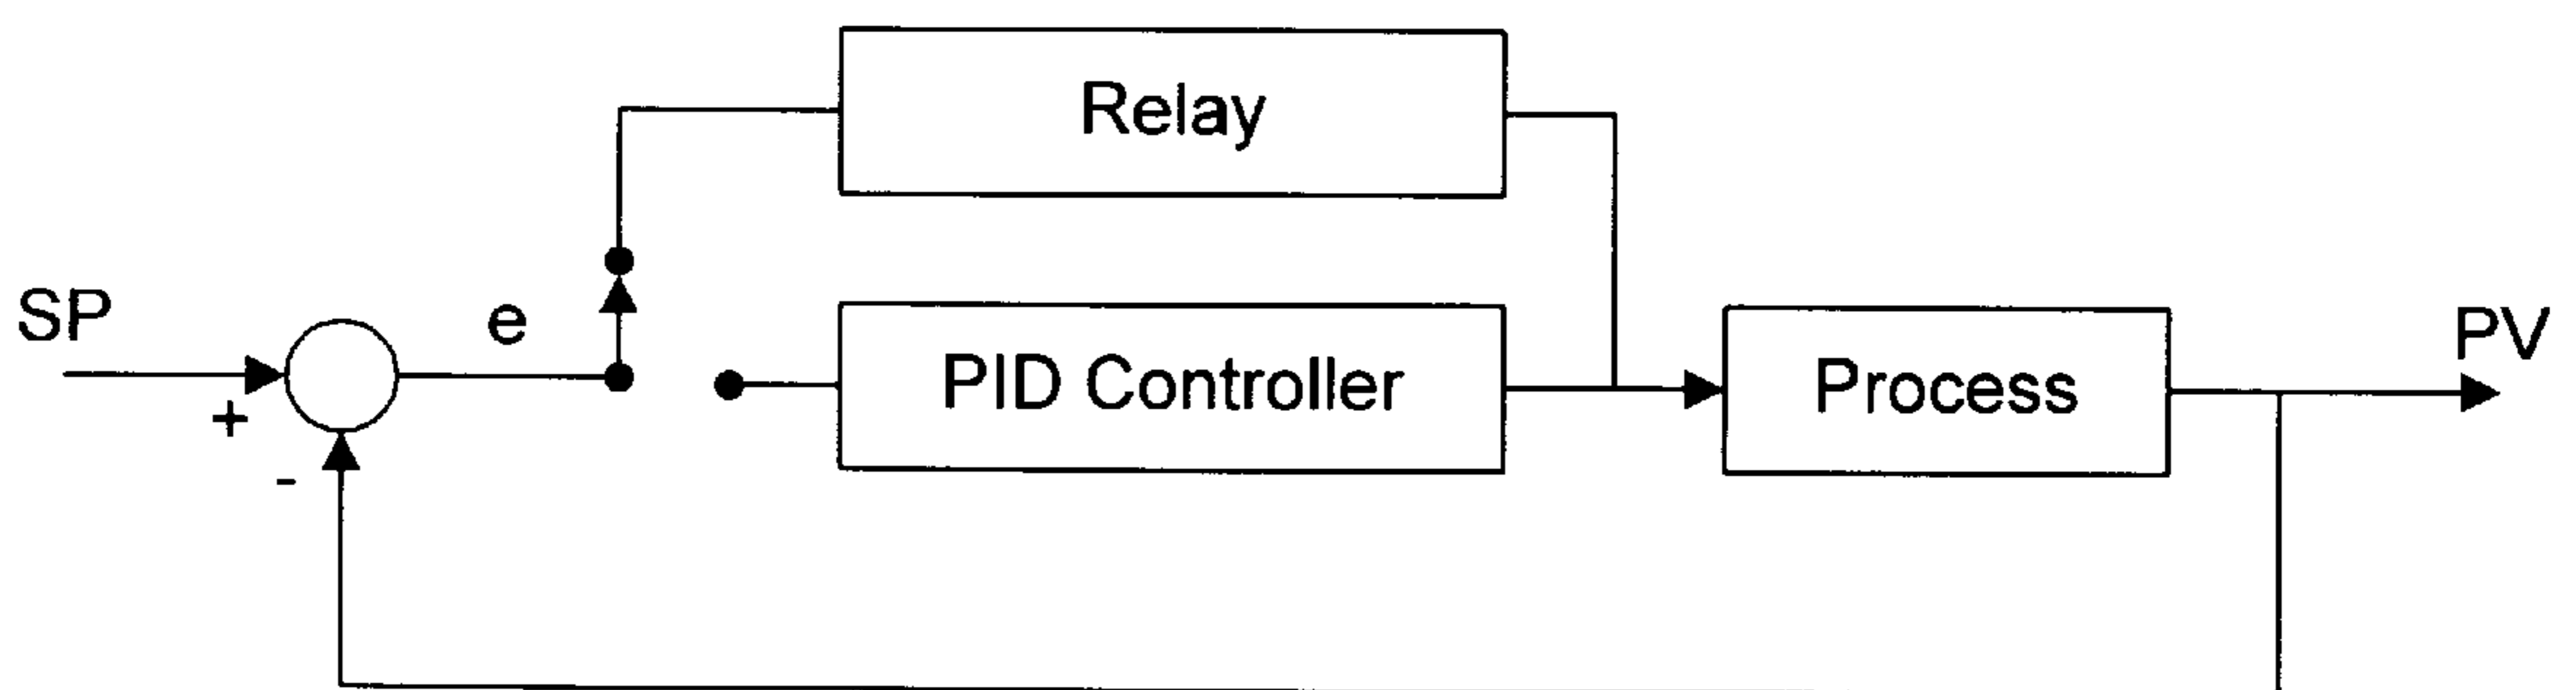 Relay
SP
e
PID Controller
Process
PV
+
-